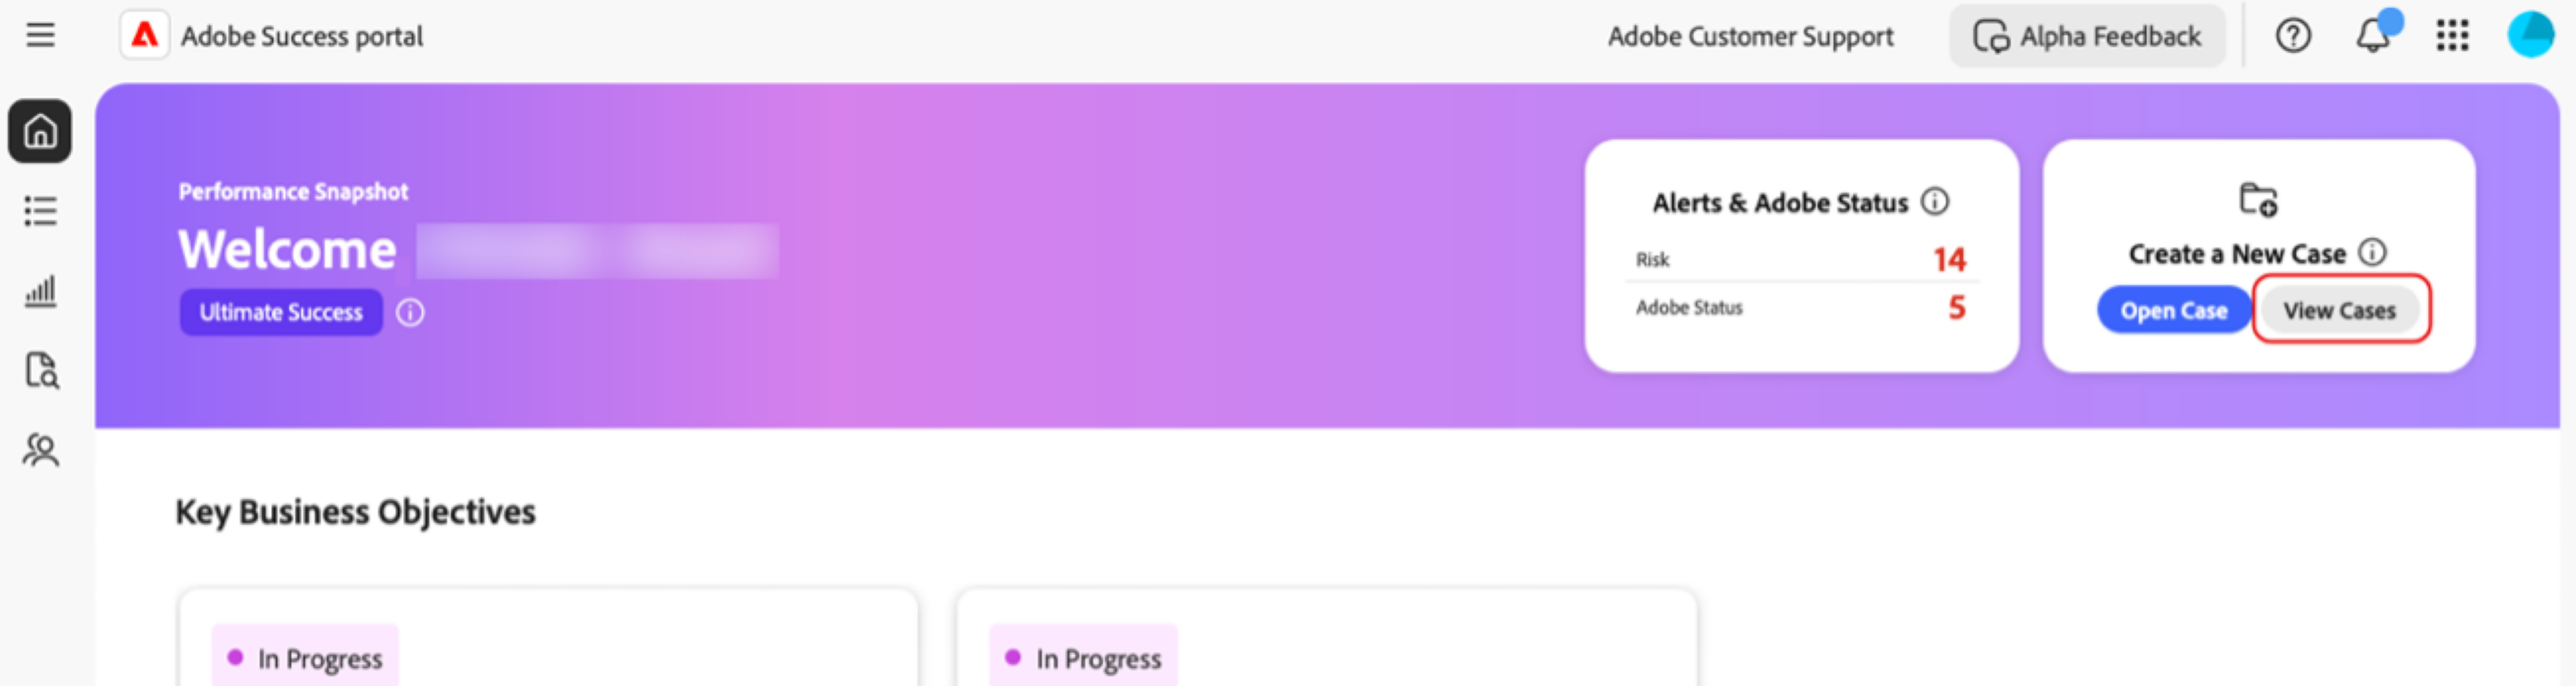 Adobe Success portal
Adobe Customer Support
Alpha Feedback
Performance Snapshot
Welcome
Ultimate Success
Alerts & Adobe Status
Risk 14
Adobe Status 5
Create a New Case
Open Case
View Cases
Key Business Objectives
In Progress
In Progress